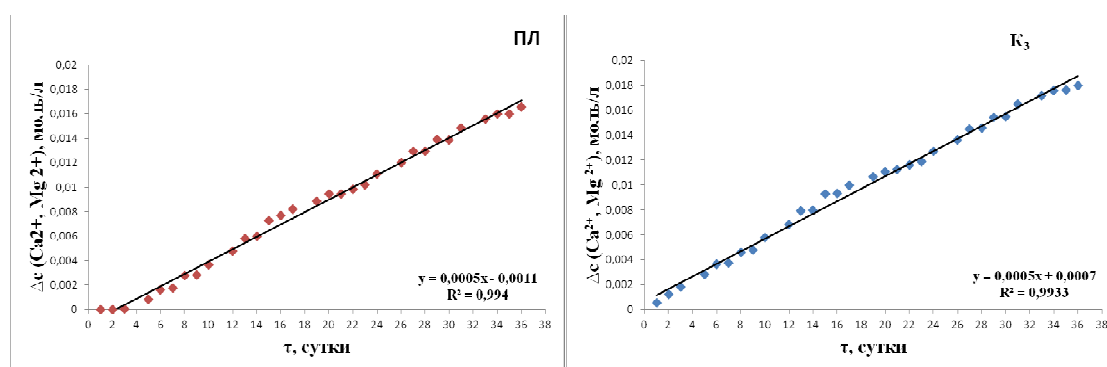 ПЛ
Δc (Ca2+, Mg 2+), моль/л
0,02
0,018
0,016
0,014
0,012
0,01
0,008
0,006
0,004
0,002
0
y = 0,0005x - 0,0011
R² = 0,994
0 2 4 6 8 10 12 14 16 18 20 22 24 26 28 30 32 34 36 38
τ, сутки
К₃
Δc (Ca²⁺, Mg ²⁺), моль/л
0,02
0,018
0,016
0,014
0,012
0,01
0,008
0,006
0,004
0,002
0
y = 0,0005x + 0,0007
R² = 0,9933
0 2 4 6 8 10 12 14 16 18 20 22 24 26 28 30 32 34 36 38
τ, сутки